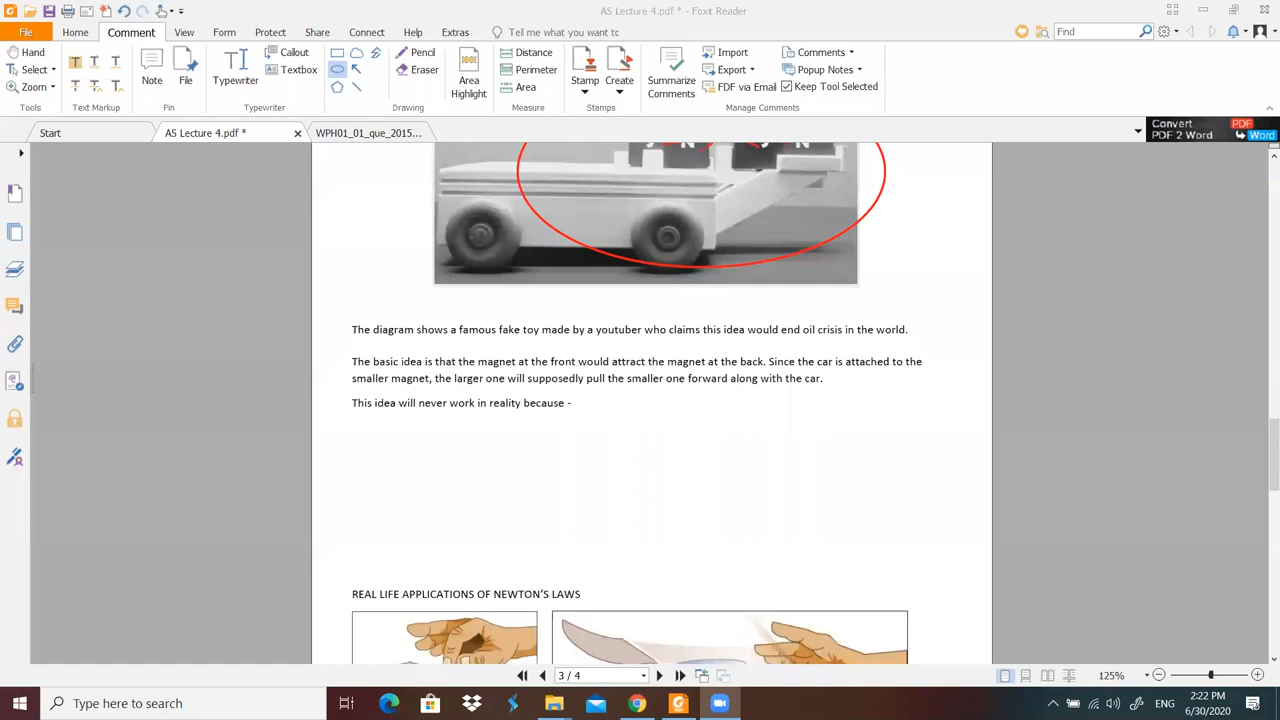 AS Lecture 4.pdf * - Foxit Reader
File Home Comment View Form Protect Share Connect Help Extras Tell me what you want to
Find
Hand
Select
Zoom
Tools
Text Markup
Note
File
Pin
Typewriter
Callout
Textbox
Typewriter
Pencil
Eraser
Drawing
Area
Highlight
Distance
Perimeter
Area
Measure
Stamp
Create
Stamps
Summarize
Comments
Import
Export
FDF via Email
Comments
Popup Notes
Keep Tool Selected
Manage Comments
Start
AS Lecture 4.pdf *
WPH01_01_que_2015...
Convert PDF
PDF 2 Word Word
The diagram shows a famous fake toy made by a youtuber who claims this idea would end oil crisis in the world.
The basic idea is that the magnet at the front would attract the magnet at the back. Since the car is attached to the
smaller magnet, the larger one will supposedly pull the smaller one forward along with the car.
This idea will never work in reality because -
REAL LIFE APPLICATIONS OF NEWTON'S LAWS
3 / 4
125%
Type here to search
ENG
2:22 PM
6/30/2020